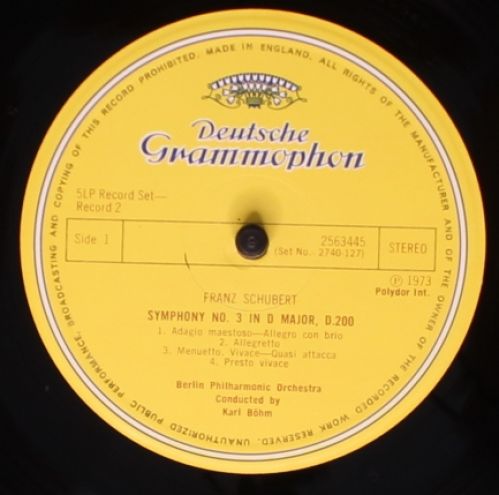 ALL RIGHTS OF THE MANUFACTURER AND OF THE OWNER OF THE RECORDED WORK RESERVED. UNAUTHORIZED PUBLIC PERFORMANCE, BROADCASTING AND COPYING OF THIS RECORD PROHIBITED. MADE IN ENGLAND.
Deutsche
Grammophon
5LP Record Set—
Record 2
Side 1
2563445
(Set No. 2740-127)
STEREO
℗ 1973
Polydor Int.
FRANZ SCHUBERT
SYMPHONY NO. 3 IN D MAJOR, D.200
1. Adagio maestoso—Allegro con brio
2. Allegretto
3. Menuetto. Vivace—Quasi attacca
4. Presto vivace
Berlin Philharmonic Orchestra
Conducted by
Karl Böhm